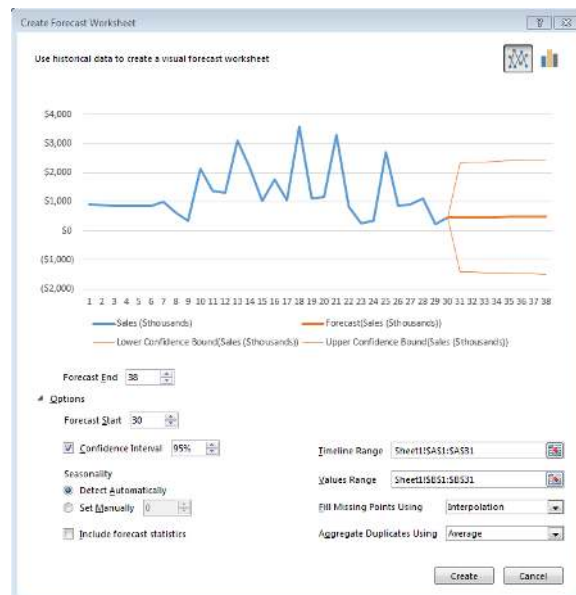 Create Forecast Worksheet
Use historical data to create a visual forecast worksheet
$4,000
$3,000
$2,000
$1,000
$0
($1,000)
($2,000)
1 2 3 4 5 6 7 8 9 10 11 12 13 14 15 16 17 18 19 20 21 22 23 24 25 26 27 28 29 30 31 32 33 34 35 36 37 38
Sales ($thousands) Forecast(Sales ($thousands))
Lower Confidence Bound(Sales ($thousands)) Upper Confidence Bound(Sales ($thousands))
Forecast End 38
Options
Forecast Start 30
Confidence Interval 95% Timeline Range Sheet1!$A$1:$A$31
Seasonality Values Range Sheet1!$B$1:$B$31
Detect Automatically
Set Manually 0 Fill Missing Points Using Interpolation
Include forecast statistics Aggregate Duplicates Using Average
Create Cancel